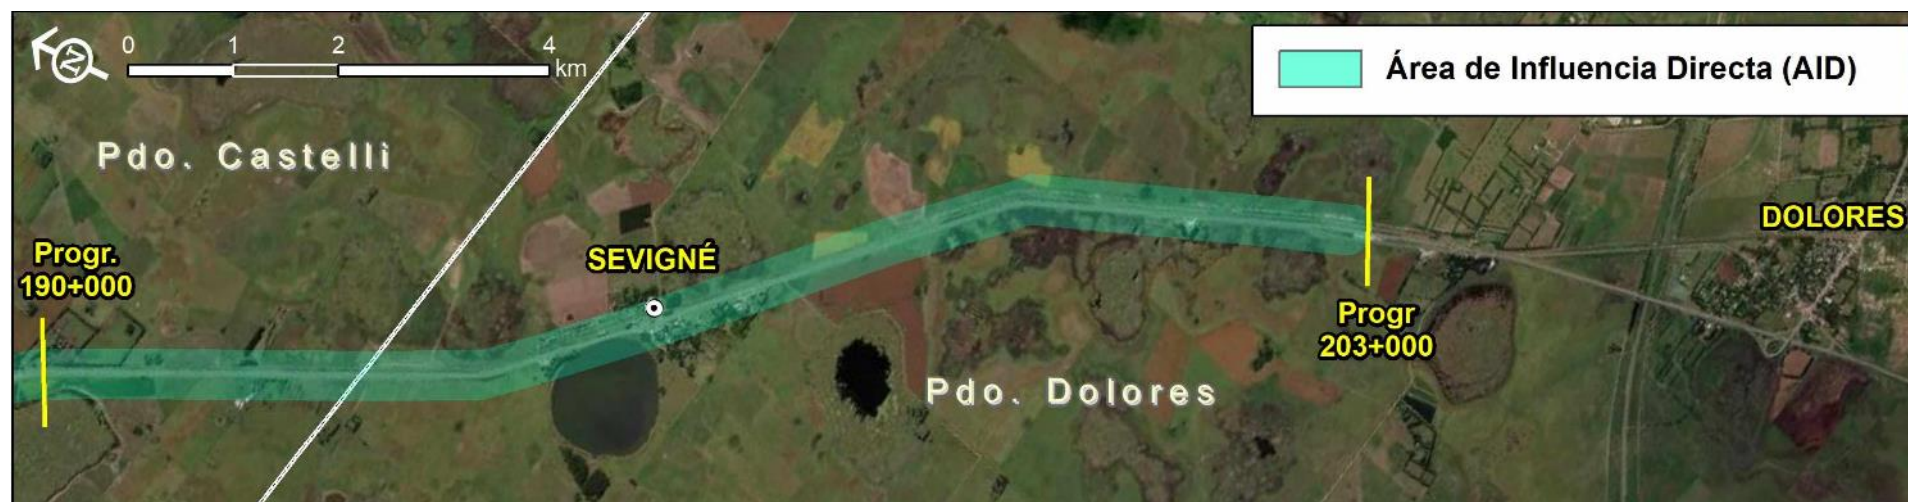 N
0 1 2 4
km
Área de Influencia Directa (AID)
Pdo. Castelli
DOLORES
SEVIGNÉ
Progr.
190+000
Progr
203+000
Pdo. Dolores